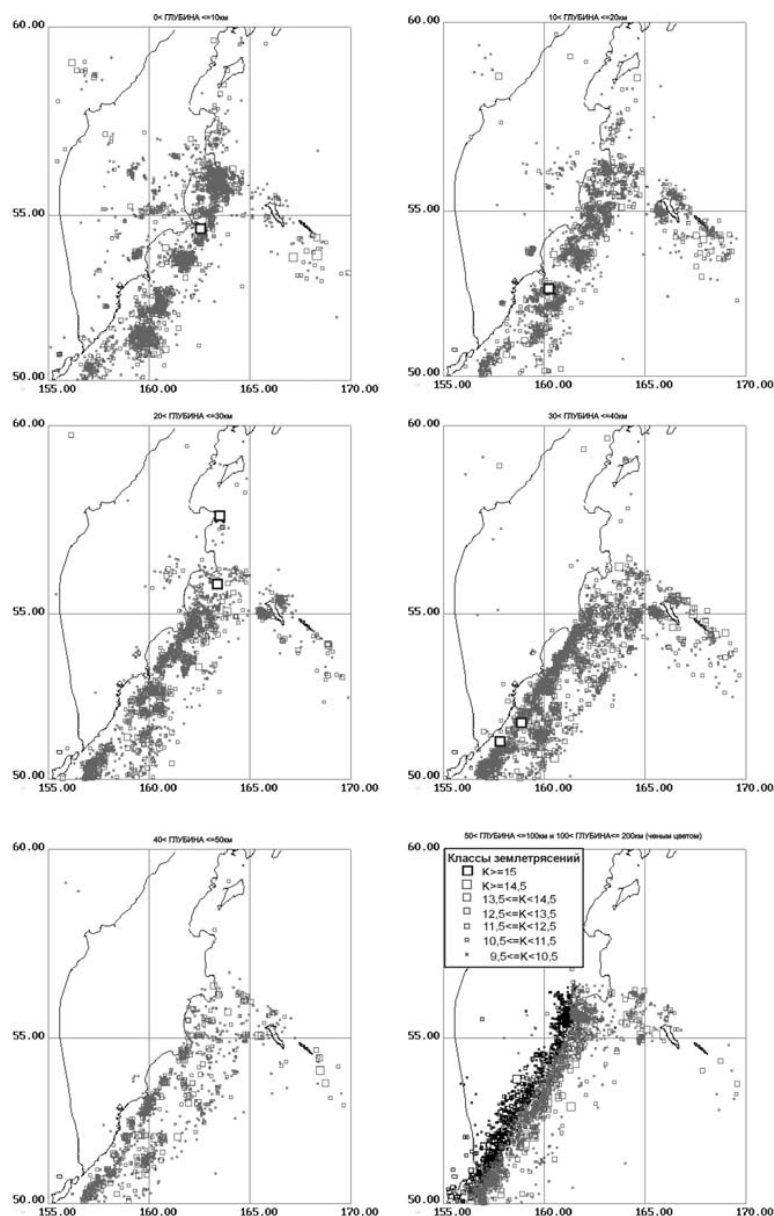 0< ГЛУБИНА <=10км
60.00
55.00
50.00
155.00 160.00 165.00 170.00
10< ГЛУБИНА <=20км
60.00
55.00
50.00
155.00 160.00 165.00 170.00
20< ГЛУБИНА <=30км
60.00
55.00
50.00
155.00 160.00 165.00 170.00
30< ГЛУБИНА <=40км
60.00
55.00
50.00
155.00 160.00 165.00 170.00
40< ГЛУБИНА <=50км
60.00
55.00
50.00
155.00 160.00 165.00 170.00
50< ГЛУБИНА <=100км и 100< ГЛУБИНА<= 200км (ченым цветом)
60.00
Классы землетрясений
K>=15
K>=14,5
13,5<=K<14,5
12,5<=K<13,5
11,5<=K<12,5
10,5<=K<11,5
9,5<=K<10,5
55.00
50.00
155.00 160.00 165.00 170.00